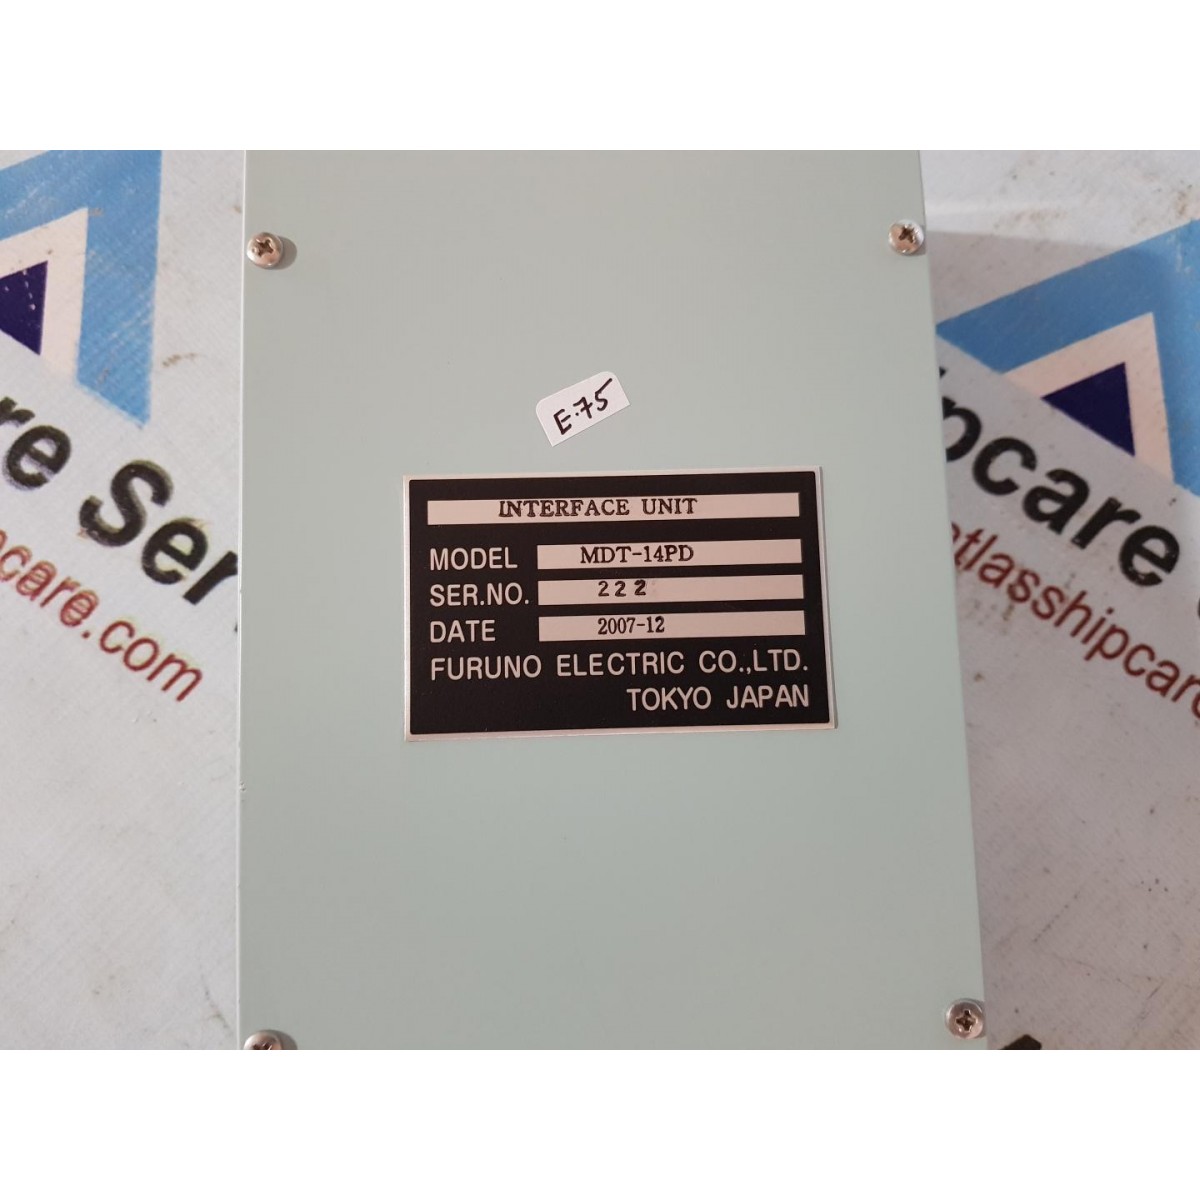 E-75
INTERFACE UNIT
MODEL MDT-14PD
SER.NO. 222
DATE 2007-12
FURUNO ELECTRIC CO.,LTD.
TOKYO JAPAN
re Ser
care.com
pcare
tlasshipcare